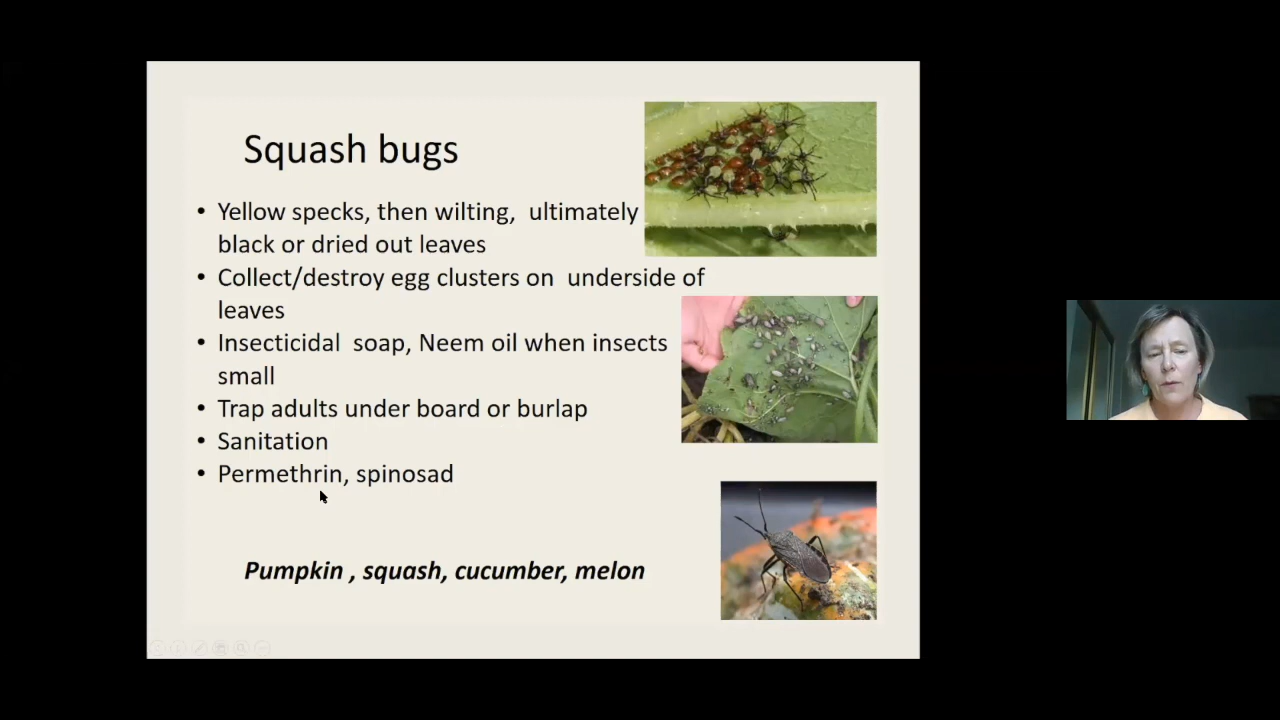 Squash bugs
• Yellow specks, then wilting, ultimately
black or dried out leaves
• Collect/destroy egg clusters on underside of
leaves
• Insecticidal soap, Neem oil when insects
small
• Trap adults under board or burlap
• Sanitation
• Permethrin, spinosad
Pumpkin , squash, cucumber, melon